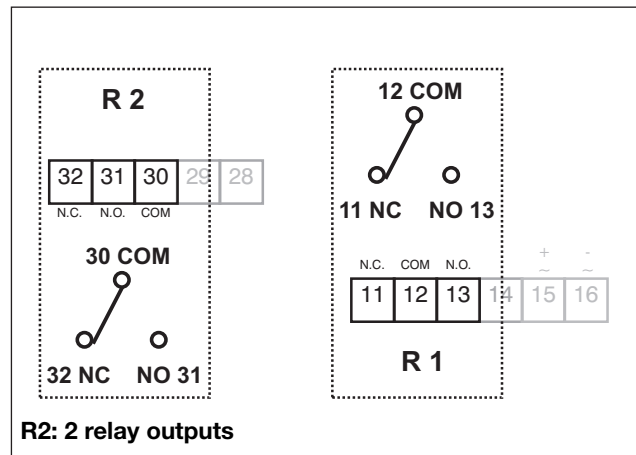 R 2
32 31 30 29 28
N.C. N.O. COM
30 COM
32 NC NO 31
12 COM
11 NC NO 13
+ -
N.C. COM N.O. ~ ~
11 12 13 14 15 16
R 1
R2: 2 relay outputs